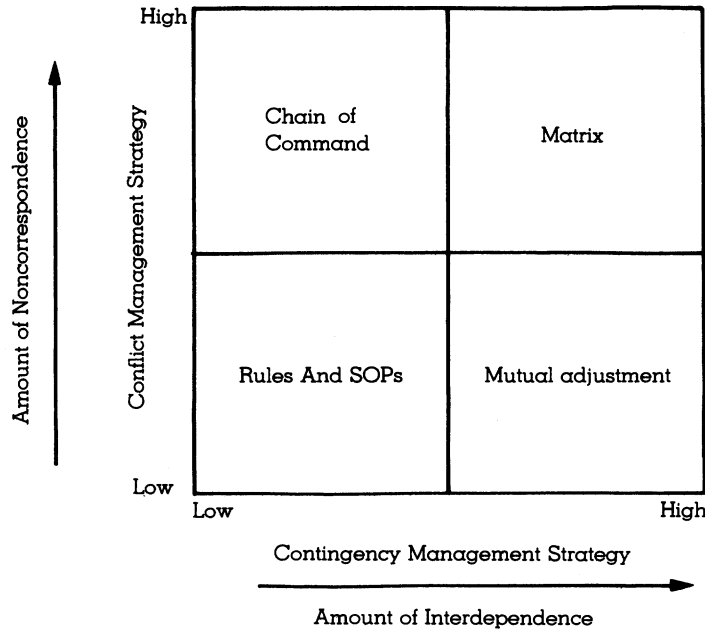 High
Amount of Noncorrespondence
Conflict Management Strategy
Chain of
Command
Matrix
Rules And SOPs
Mutual adjustment
Low
Low
High
Contingency Management Strategy
Amount of Interdependence